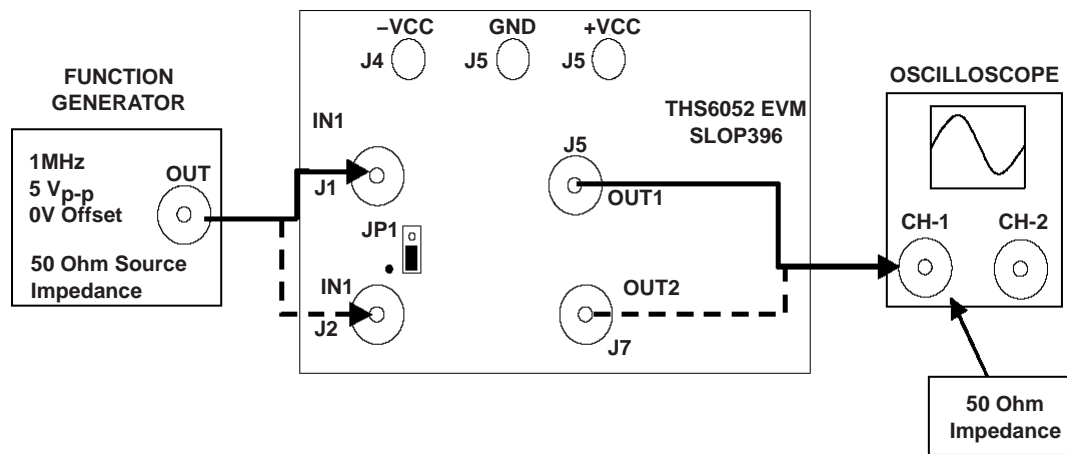 –VCC
GND
+VCC
J4
J5
J5
FUNCTION
GENERATOR
1MHz
5 Vp-p
0V Offset
OUT
50 Ohm Source
Impedance
IN1
J1
JP1
IN1
J2
THS6052 EVM
SLOP396
J5
OUT1
OUT2
J7
OSCILLOSCOPE
CH-1
CH-2
50 Ohm
Impedance